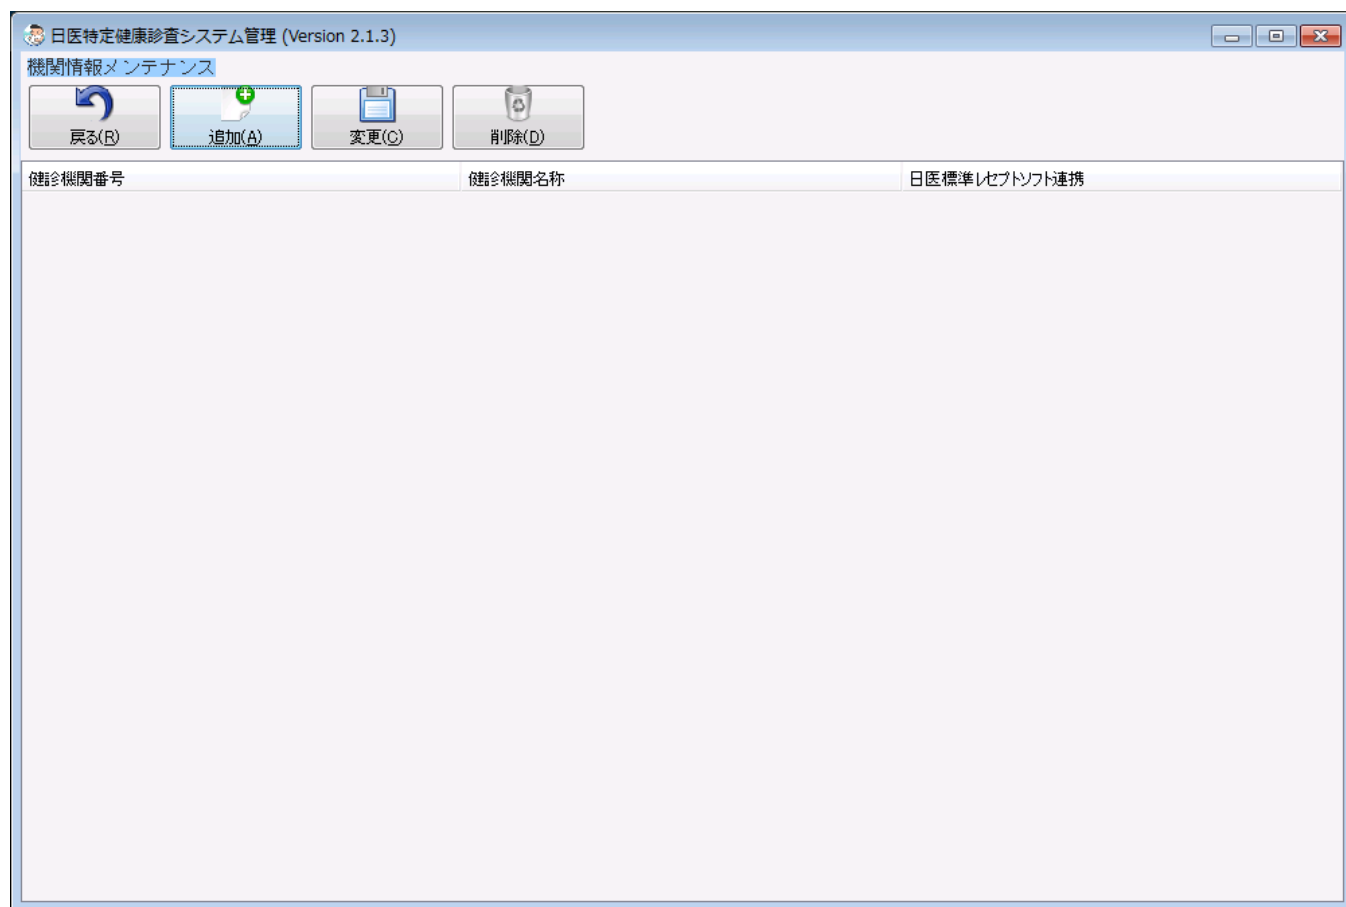 日医特定健康診査システム管理 (Version 2.1.3)
機関情報メンテナンス
戻る(R) 追加(A) 変更(C) 削除(D)
健診機関番号 健診機関名称 日医標準レセプトソフト連携